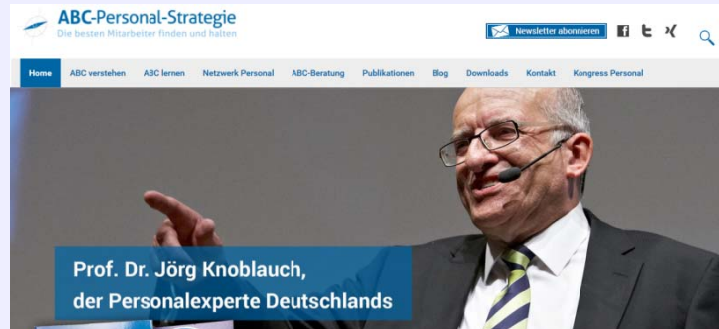 ABC-Personal-Strategie
Die besten Mitarbeiter finden und halten
Newsletter abonnieren
Home ABC verstehen ABC lernen Netzwerk Personal ABC-Beratung Publikationen Blog Downloads Kontakt Kongress Personal
Prof. Dr. Jörg Knoblauch,
der Personalexperte Deutschlands